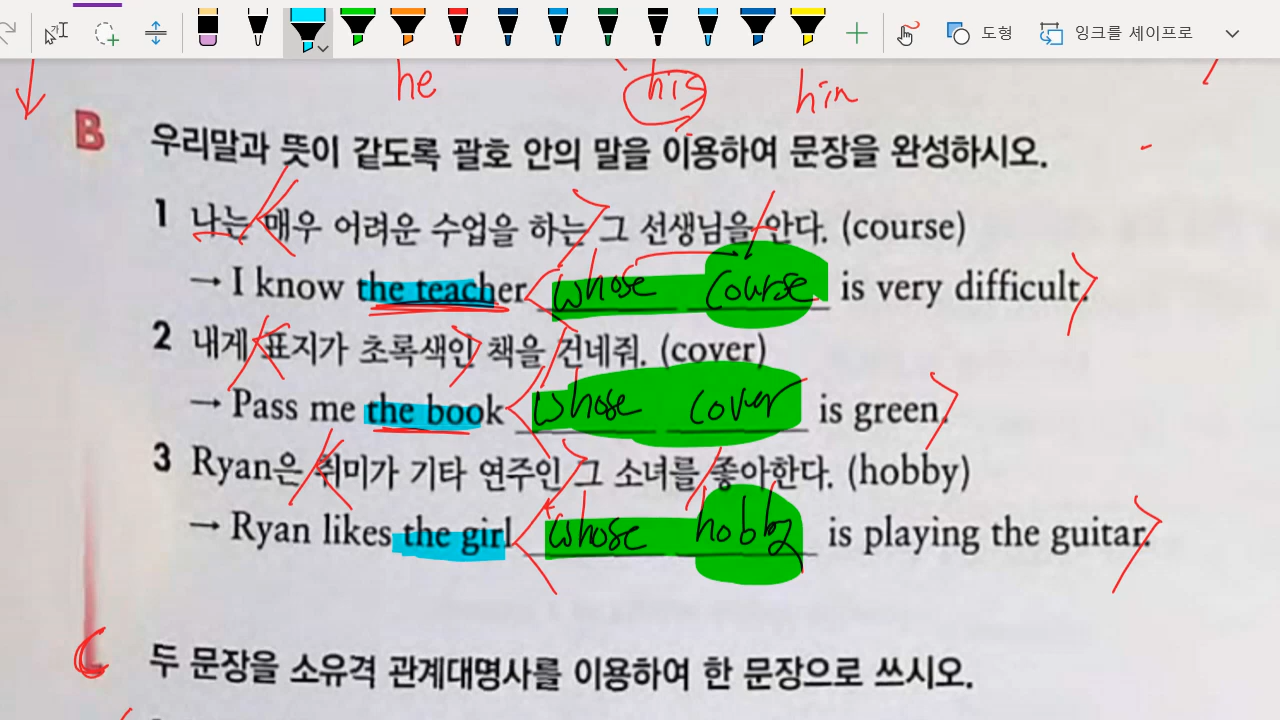 도형 잉크를 셰이프로
he his him
B 우리말과 뜻이 같도록 괄호 안의 말을 이용하여 문장을 완성하시오.
1 나는 매우 어려운 수업을 하는 그 선생님을 안다. (course)
→ I know the teacher whose course is very difficult.
2 내게 표지가 초록색인 책을 건네줘. (cover)
→ Pass me the book whose cover is green.
3 Ryan은 취미가 기타 연주인 그 소녀를 좋아한다. (hobby)
→ Ryan likes the girl whose hobby is playing the guitar.
C 두 문장을 소유격 관계대명사를 이용하여 한 문장으로 쓰시오.